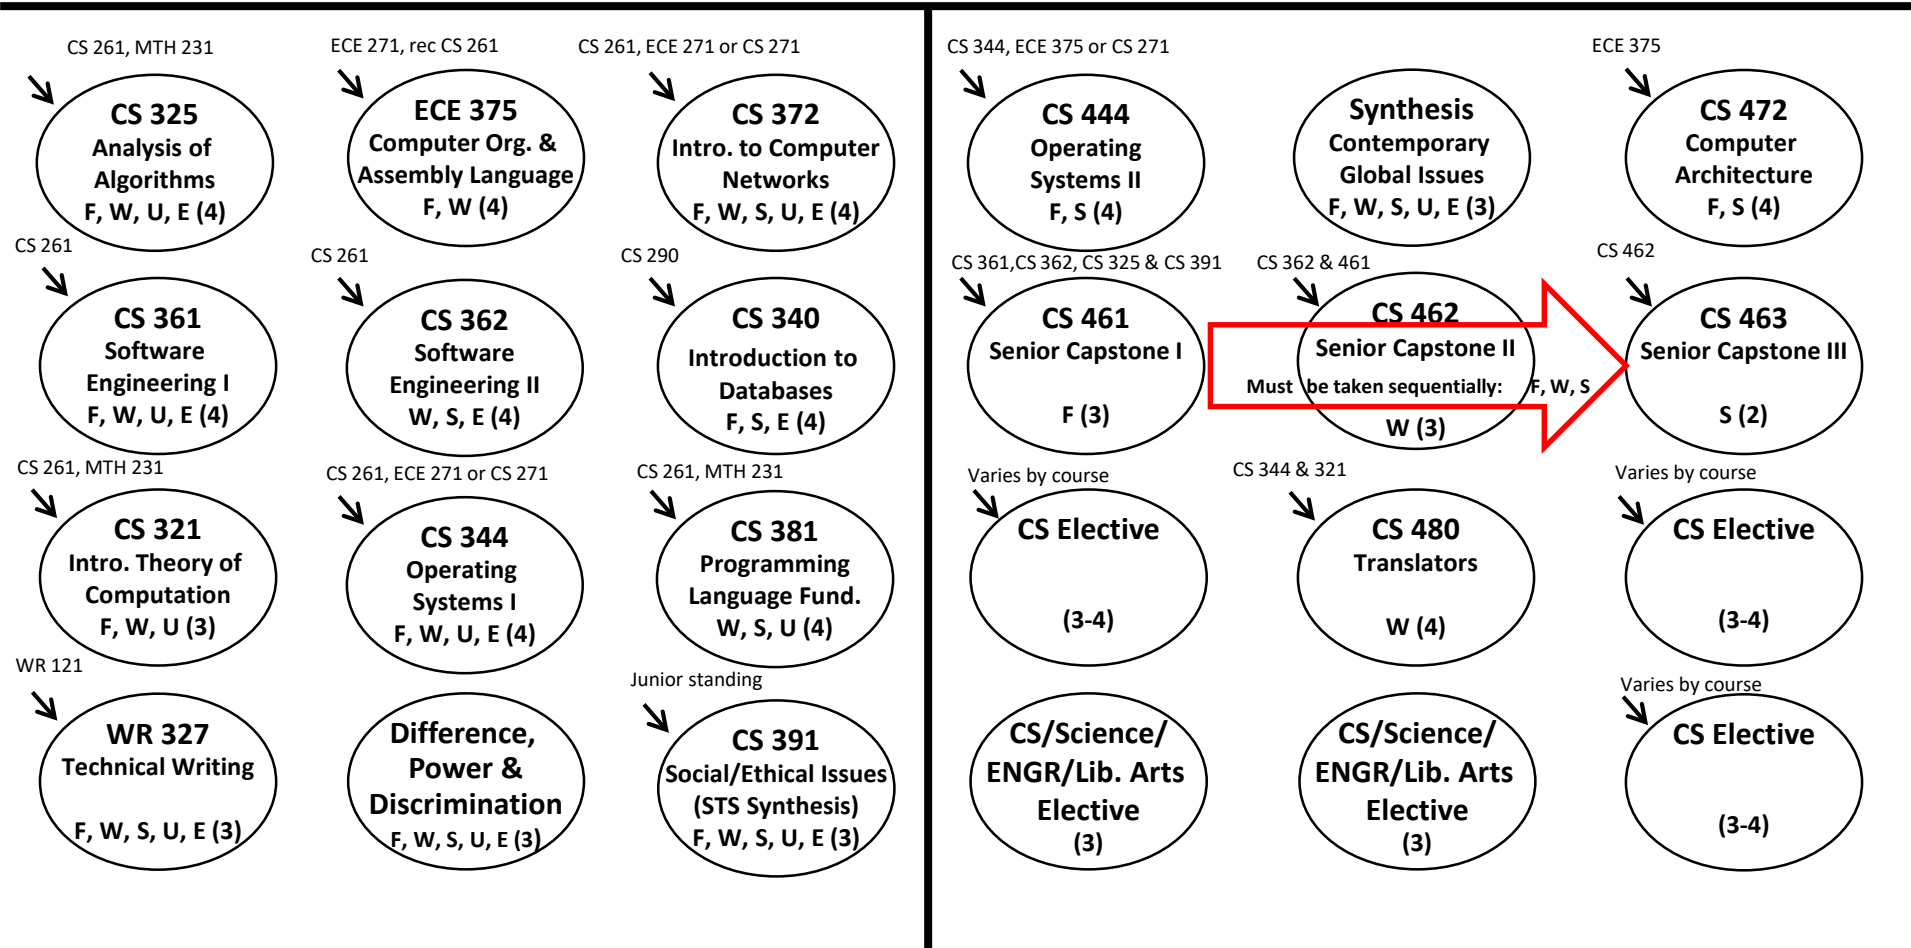 CS 261, MTH 231
CS 325
Analysis of
Algorithms
F, W, U, E (4)
ECE 271, rec CS 261
ECE 375
Computer Org. &
Assembly Language
F, W (4)
CS 261, ECE 271 or CS 271
CS 372
Intro. to Computer
Networks
F, W, S, U, E (4)
CS 344, ECE 375 or CS 271
CS 444
Operating
Systems II
F, S (4)
Synthesis
Contemporary
Global Issues
F, W, S, U, E (3)
ECE 375
CS 472
Computer
Architecture
F, S (4)
CS 261
CS 361
Software
Engineering I
F, W, U, E (4)
CS 261
CS 362
Software
Engineering II
W, S, E (4)
CS 290
CS 340
Introduction to
Databases
F, S, E (4)
CS 361,CS 362, CS 325 & CS 391
CS 461
Senior Capstone I
F (3)
CS 362 & 461
CS 462
Senior Capstone II
Must be taken sequentially: F, W, S
W (3)
CS 462
CS 463
Senior Capstone III
S (2)
CS 261, MTH 231
CS 321
Intro. Theory of
Computation
F, W, U (3)
CS 261, ECE 271 or CS 271
CS 344
Operating
Systems I
F, W, U, E (4)
CS 261, MTH 231
CS 381
Programming
Language Fund.
W, S, U (4)
Varies by course
CS Elective
(3-4)
CS 344 & 321
CS 480
Translators
W (4)
Varies by course
CS Elective
(3-4)
WR 121
WR 327
Technical Writing
F, W, S, U, E (3)
Difference,
Power &
Discrimination
F, W, S, U, E (3)
Junior standing
CS 391
Social/Ethical Issues
(STS Synthesis)
F, W, S, U, E (3)
CS/Science/
ENGR/Lib. Arts
Elective
(3)
CS/Science/
ENGR/Lib. Arts
Elective
(3)
Varies by course
CS Elective
(3-4)